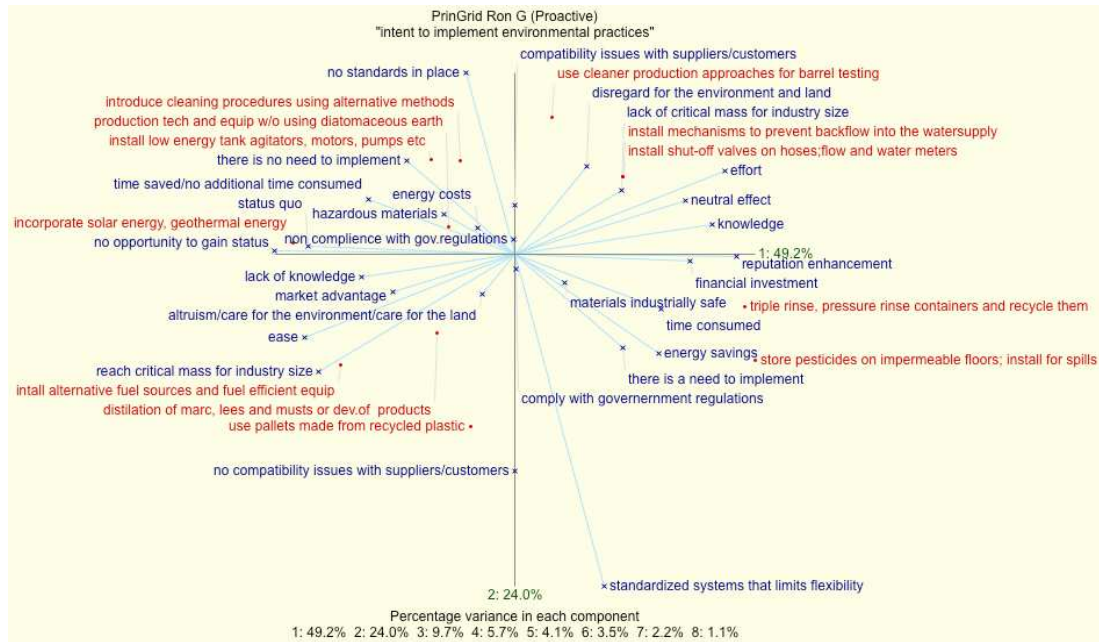 PrinGrid Ron G (Proactive)
"intent to implement environmental practices"
compatibility issues with suppliers/customers
no standards in place
use cleaner production approaches for barrel testing
disregard for the environment and land
introduce cleaning procedures using alternative methods
lack of critical mass for industry size
production tech and equip w/o using diatomaceous earth
install mechanisms to prevent backflow into the watersupply
install low energy tank agitators, motors, pumps etc
install shut-off valves on hoses;flow and water meters
there is no need to implement
effort
time saved/no additional time consumed
energy costs
status quo
neutral effect
hazardous materials
incorporate solar energy, geothermal energy
knowledge
no opportunity to gain status
non complience with gov.regulations
1: 49.2%
reputation enhancement
lack of knowledge
financial investment
market advantage
materials industrially safe
triple rinse, pressure rinse containers and recycle them
altruism/care for the environment/care for the land
time consumed
ease
energy savings
store pesticides on impermeable floors; install for spills
reach critical mass for industry size
there is a need to implement
intall alternative fuel sources and fuel efficient equip
comply with governernment regulations
distilation of marc, lees and musts or dev.of products
use pallets made from recycled plastic
no compatibility issues with suppliers/customers
standardized systems that limits flexibility
2: 24.0%
Percentage variance in each component
1: 49.2% 2: 24.0% 3: 9.7% 4: 5.7% 5: 4.1% 6: 3.5% 7: 2.2% 8: 1.1%